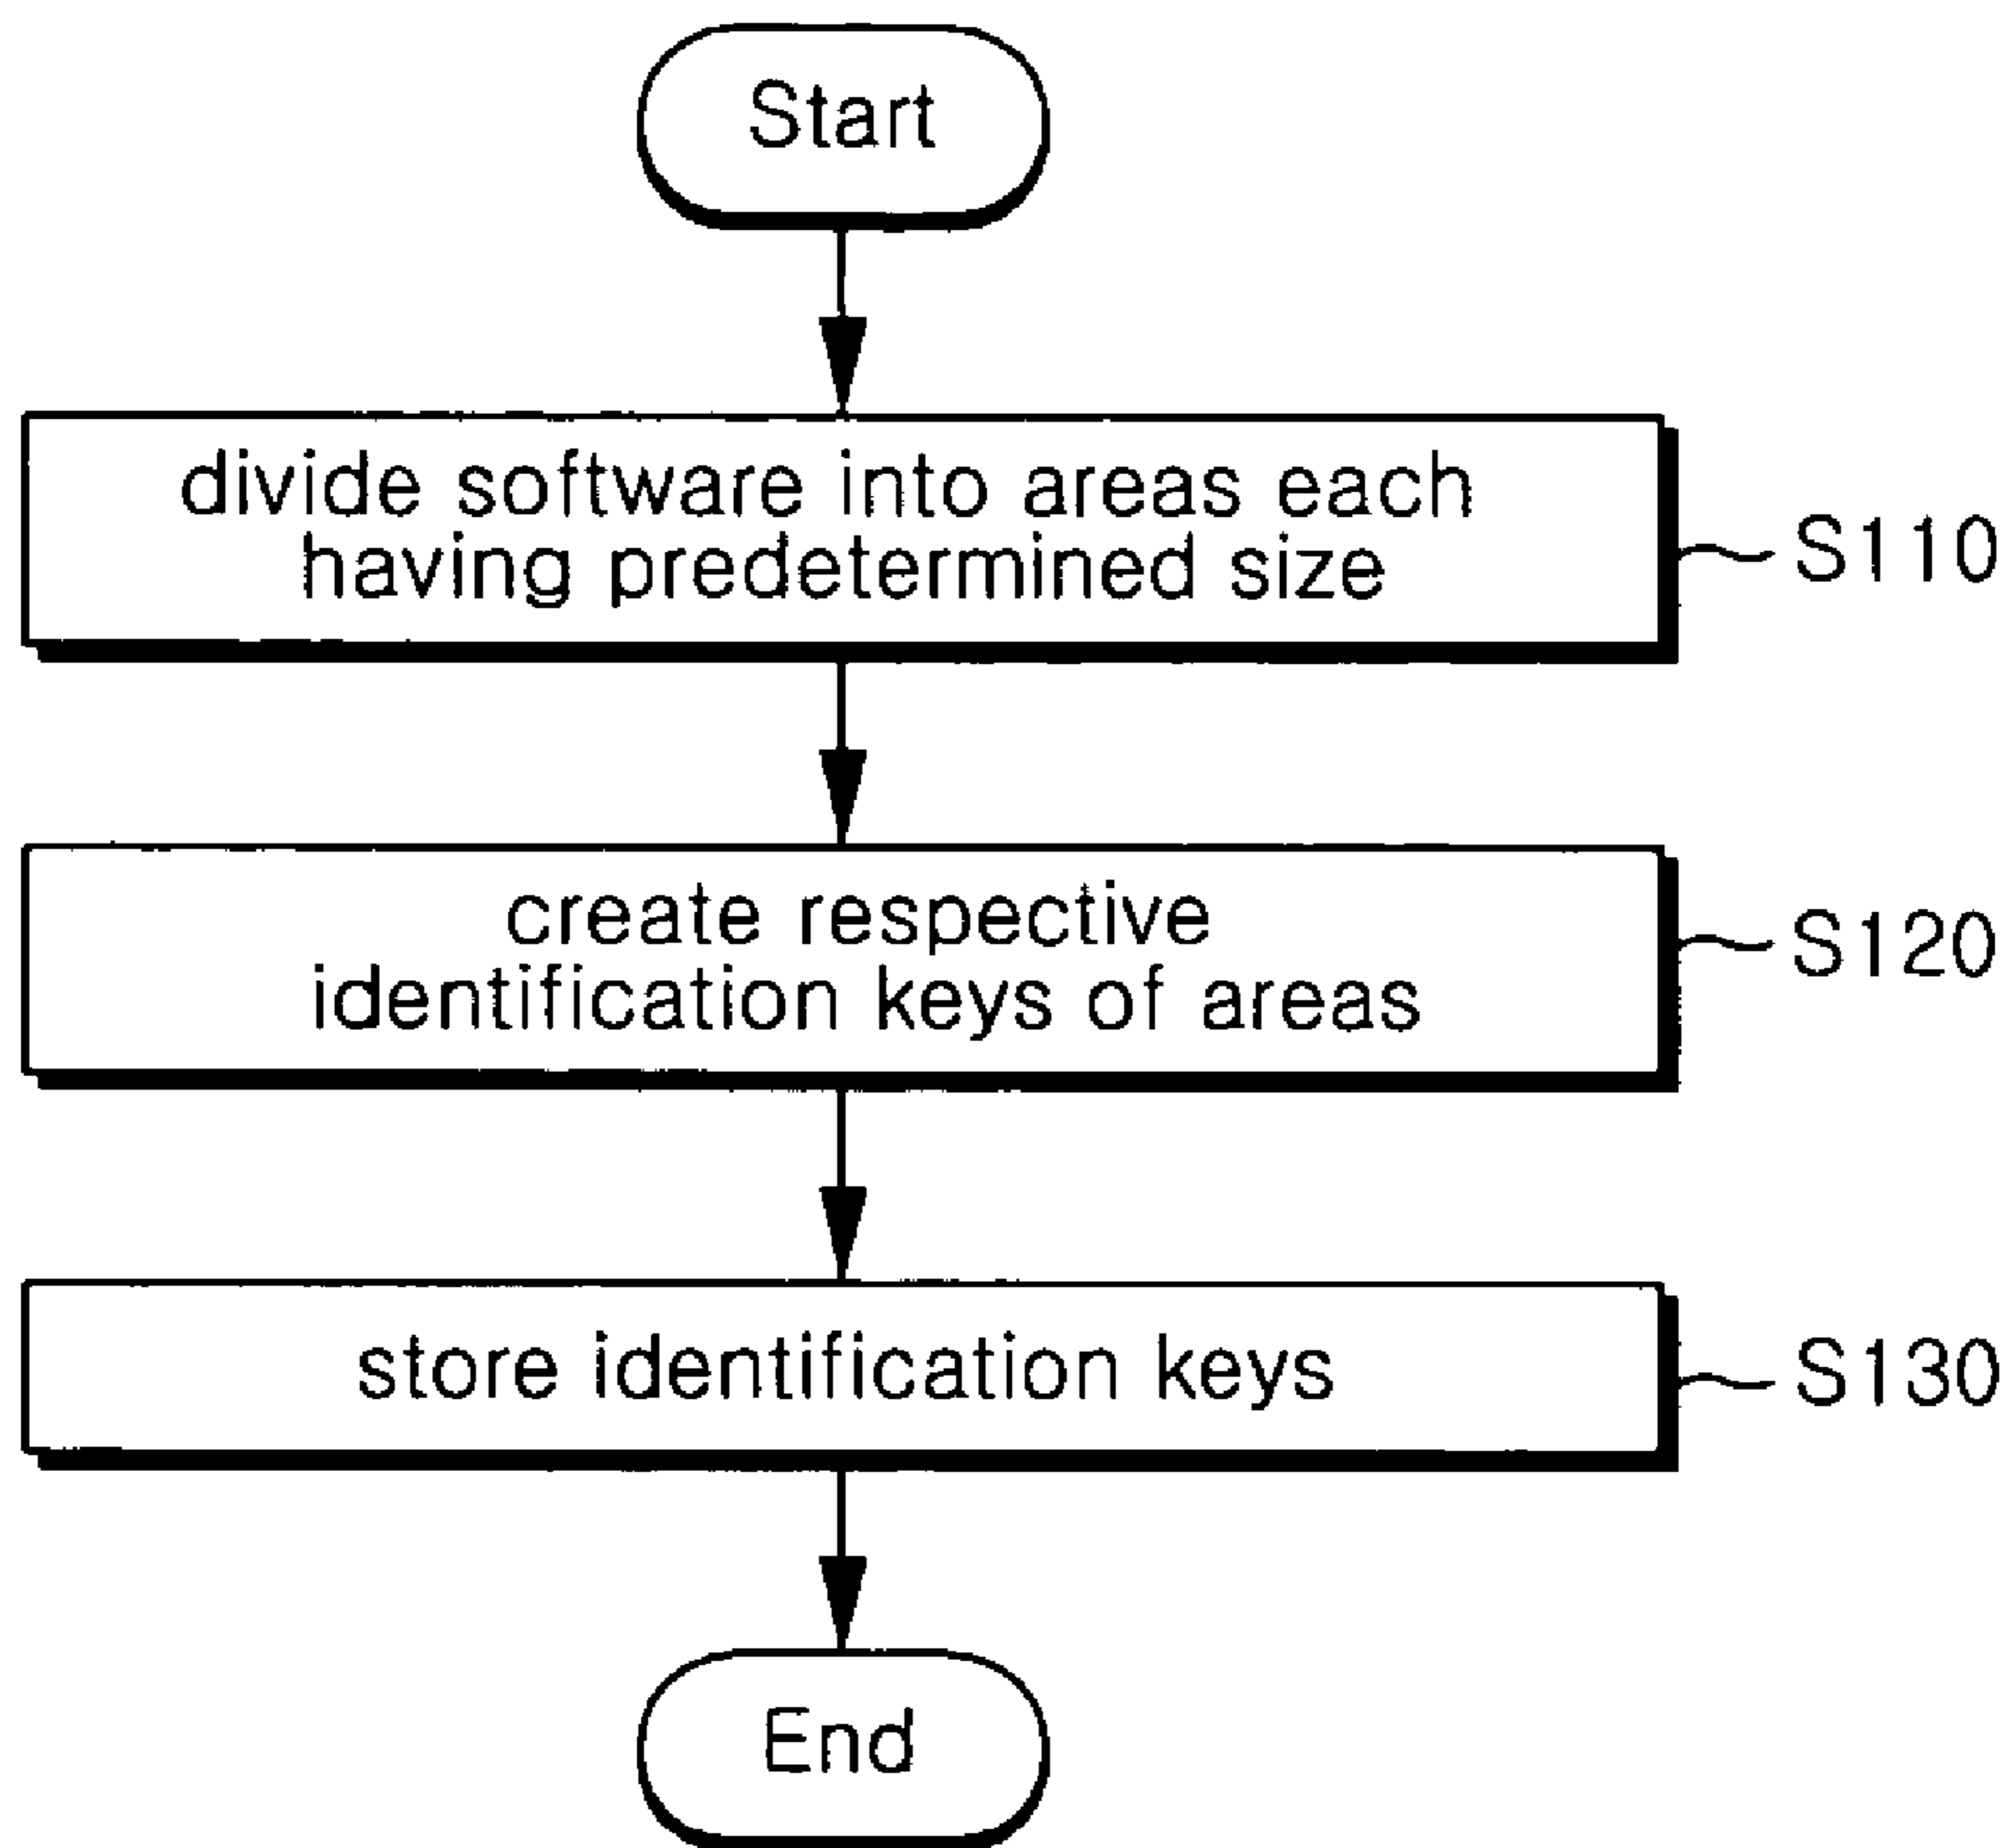 Start
divide software into areas each
having predetermined size
S110
create respective
identification keys of areas
S120
store identification keys
S130
End